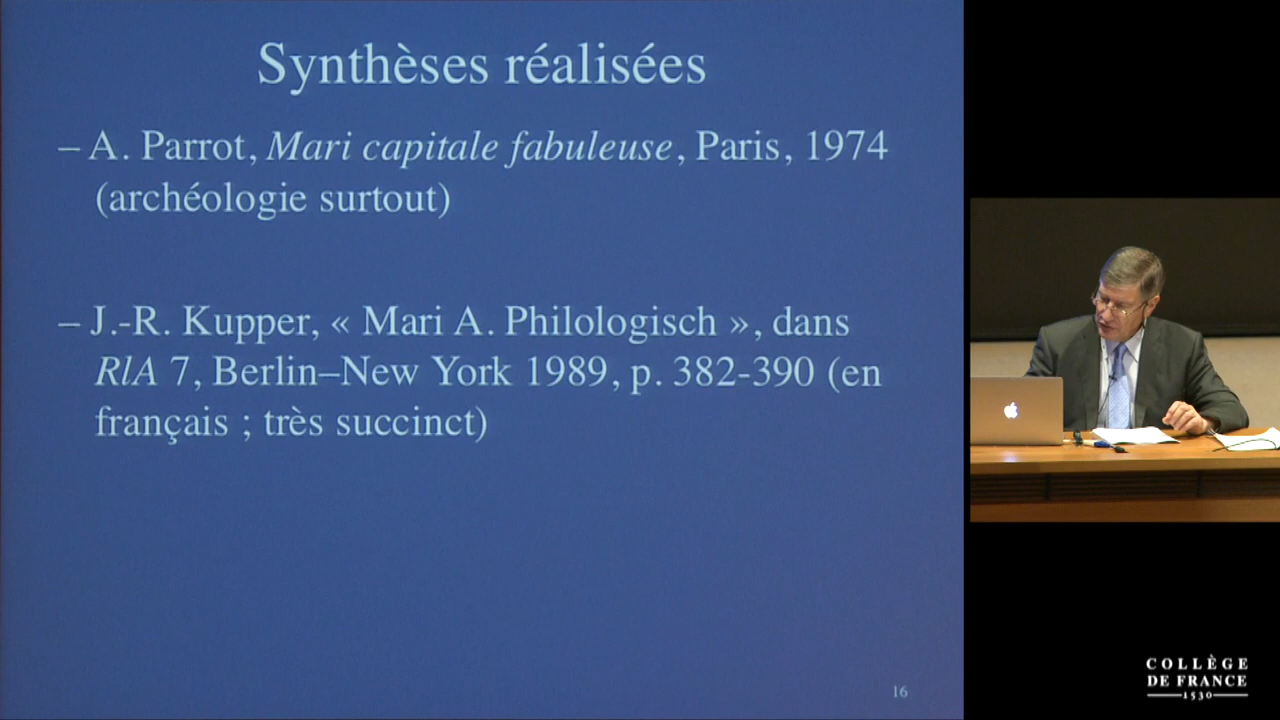 Synthèses réalisées
– A. Parrot, Mari capitale fabuleuse, Paris, 1974
(archéologie surtout)
– J.-R. Kupper, « Mari A. Philologisch », dans
RlA 7, Berlin–New York 1989, p. 382-390 (en
français ; très succinct)
16
COLLÈGE
DE FRANCE
1530